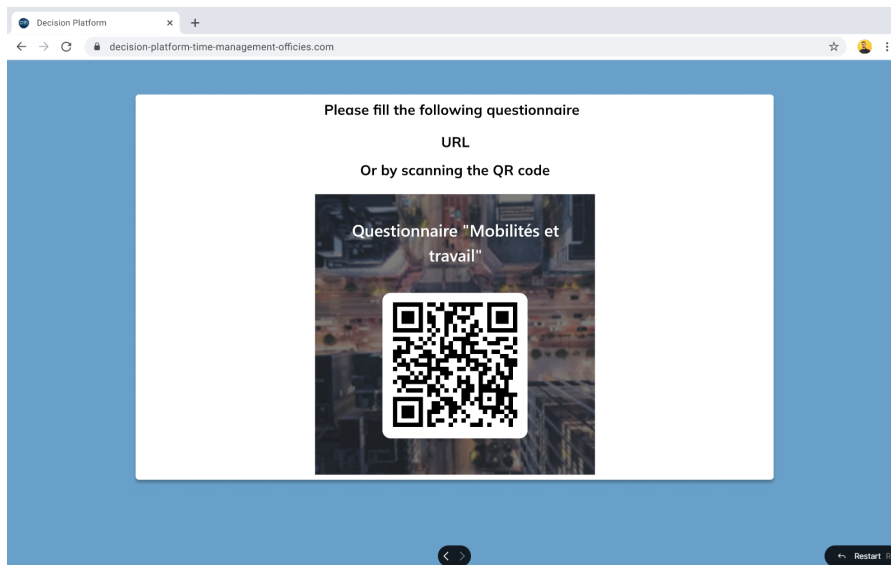 Decision Platform
decision-platform-time-management-officies.com
Please fill the following questionnaire
URL
Or by scanning the QR code
Questionnaire "Mobilités et
travail"
Restart R